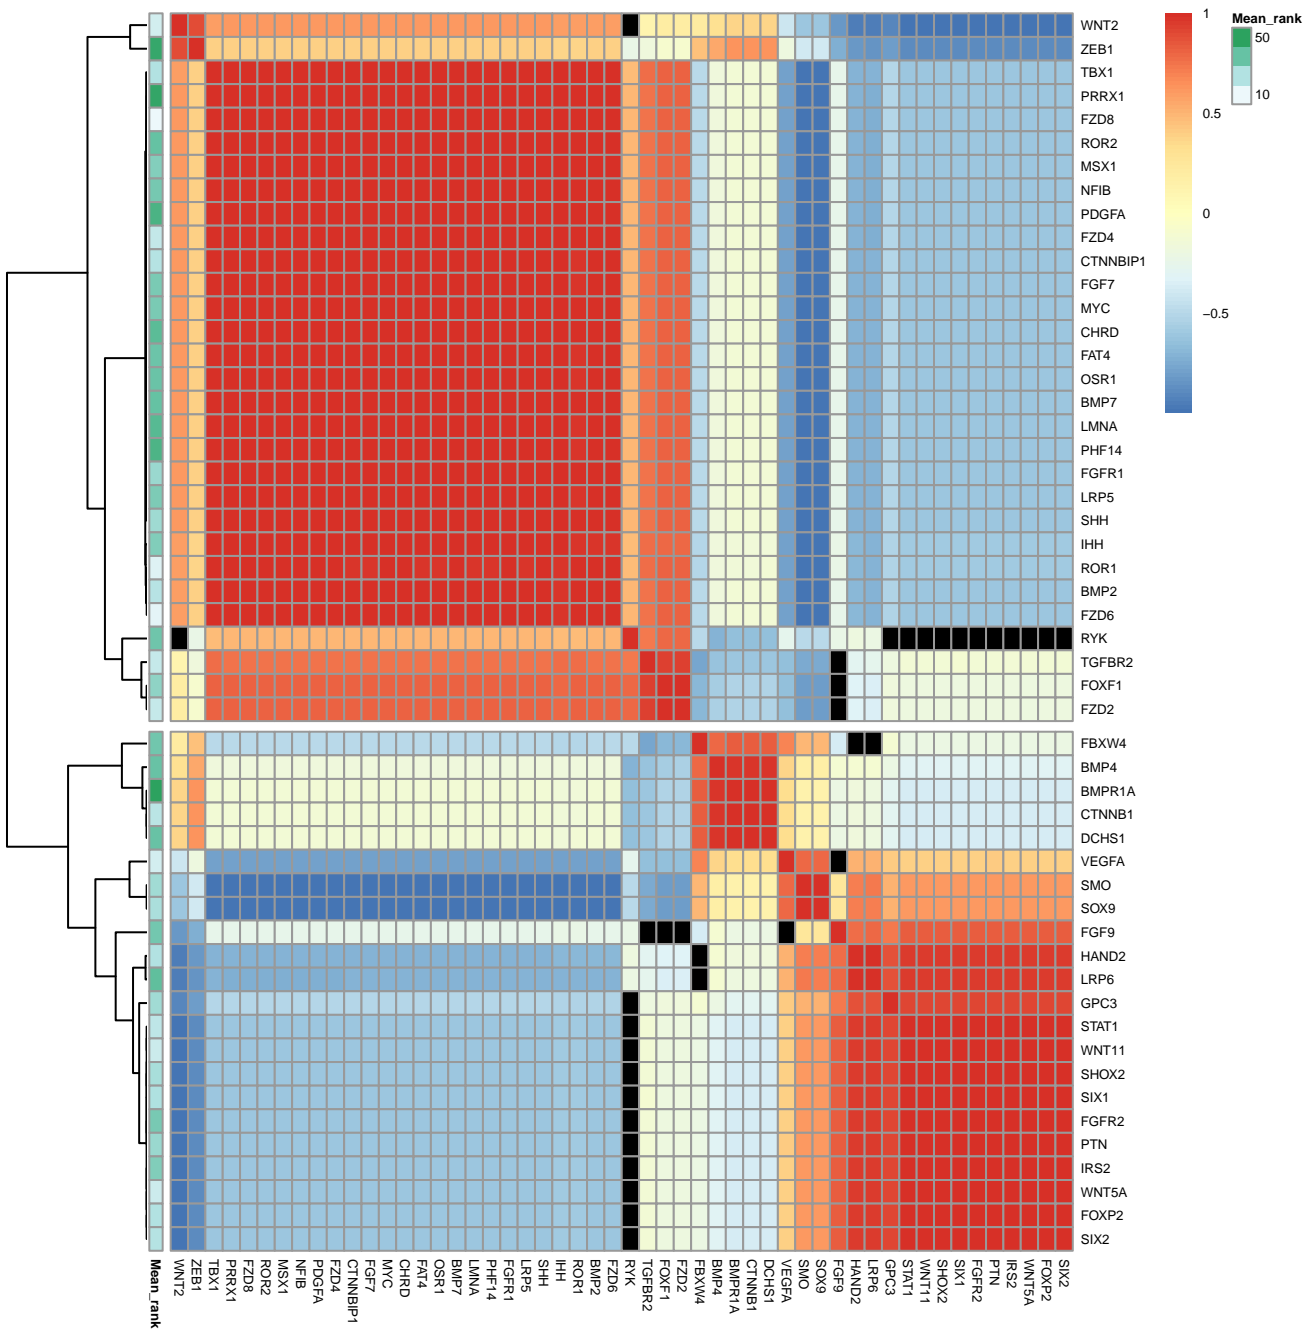 1
0.5
0
−0.5
Mean_rank
50
10
WNT2
ZEB1
TBX1
PRRX1
FZD8
ROR2
MSX1
NFIB
PDGFA
FZD4
CTNNBIP1
FGF7
MYC
CHRD
FAT4
OSR1
BMP7
LMNA
PHF14
FGFR1
LRP5
SHH
IHH
ROR1
BMP2
FZD6
RYK
TGFBR2
FOXF1
FZD2
FBXW4
BMP4
BMPR1A
CTNNB1
DCHS1
VEGFA
SMO
SOX9
FGF9
HAND2
LRP6
GPC3
STAT1
WNT11
SHOX2
SIX1
FGFR2
PTN
IRS2
WNT5A
FOXP2
SIX2
Mean_rank
WNT2
ZEB1
TBX1
PRRX1
FZD8
ROR2
MSX1
NFIB
PDGFA
FZD4
CTNNBIP1
FGF7
MYC
CHRD
FAT4
OSR1
BMP7
LMNA
PHF14
FGFR1
LRP5
SHH
IHH
ROR1
BMP2
FZD6
RYK
TGFBR2
FOXF1
FZD2
FBXW4
BMP4
BMPR1A
CTNNB1
DCHS1
VEGFA
SMO
SOX9
FGF9
HAND2
LRP6
GPC3
STAT1
WNT11
SHOX2
SIX1
FGFR2
PTN
IRS2
WNT5A
FOXP2
SIX2